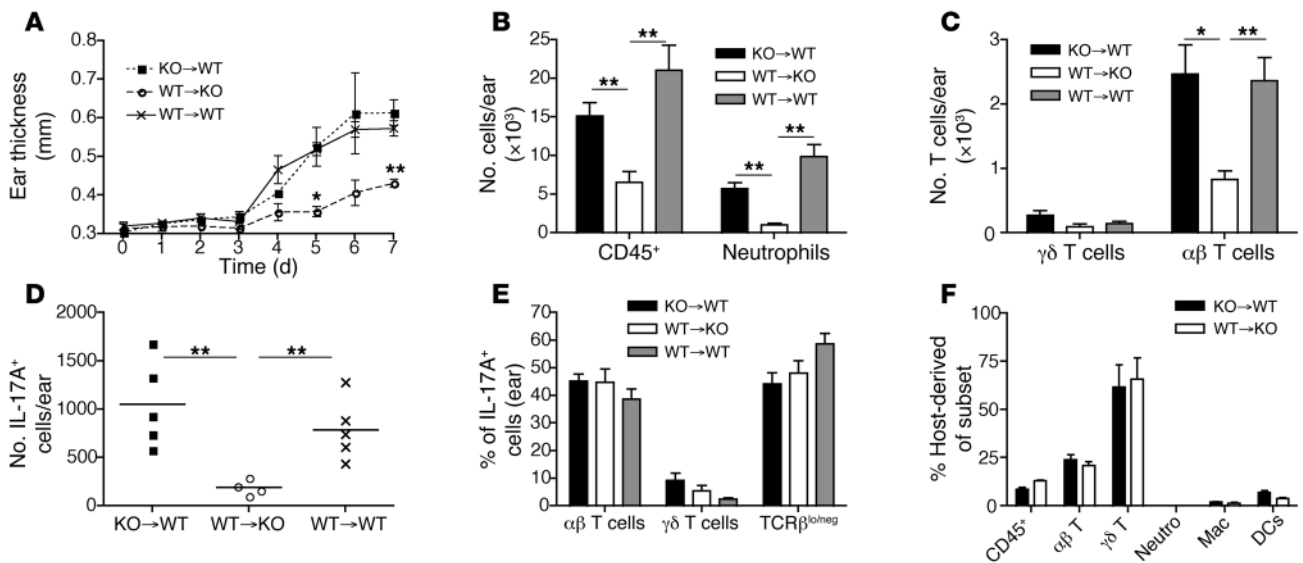 A
Ear thickness
(mm)
0.8
0.7
0.6
0.5
0.4
0.3
KO→WT
WT→KO
WT→WT
*
**
0 1 2 3 4 5 6 7
Time (d)
B
No. cells/ear
(×10³)
25
20
15
10
5
0
**
**
**
**
KO→WT
WT→KO
WT→WT
CD45⁺ Neutrophils
C
No. T cells/ear
(×10³)
3
2
1
0
KO→WT
WT→KO
WT→WT
* **
γδ T cells αβ T cells
D
No. IL-17A⁺
cells/ear
2000
1500
1000
500
0
** **
KO→WT WT→KO WT→WT
E
% of IL-17A⁺
cells (ear)
70
60
50
40
30
20
10
0
KO→WT
WT→KO
WT→WT
αβ T cells γδ T cells TCRβˡᵒ/ⁿᵉᵍ
F
% Host-derived
of subset
100
75
50
25
0
KO→WT
WT→KO
CD45⁺ αβ T γδ T Neutro Mac DCs